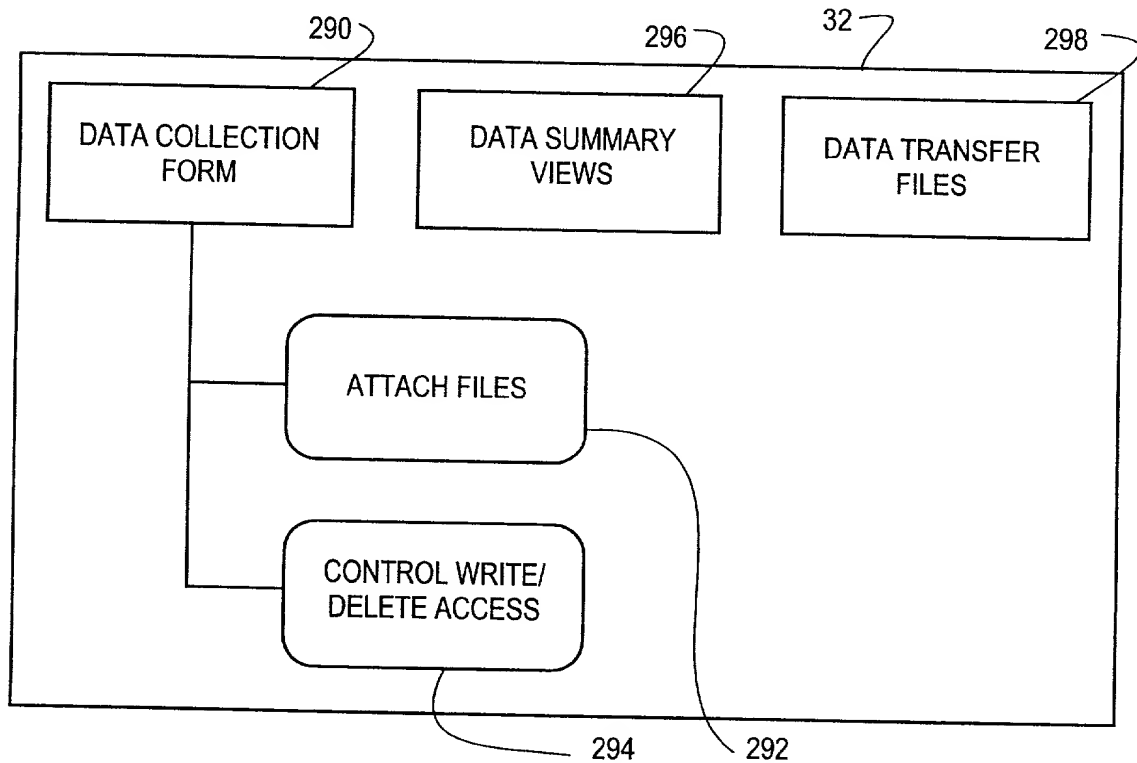 290
296
32
298
DATA COLLECTION
FORM
DATA SUMMARY
VIEWS
DATA TRANSFER
FILES
ATTACH FILES
CONTROL WRITE/
DELETE ACCESS
294
292